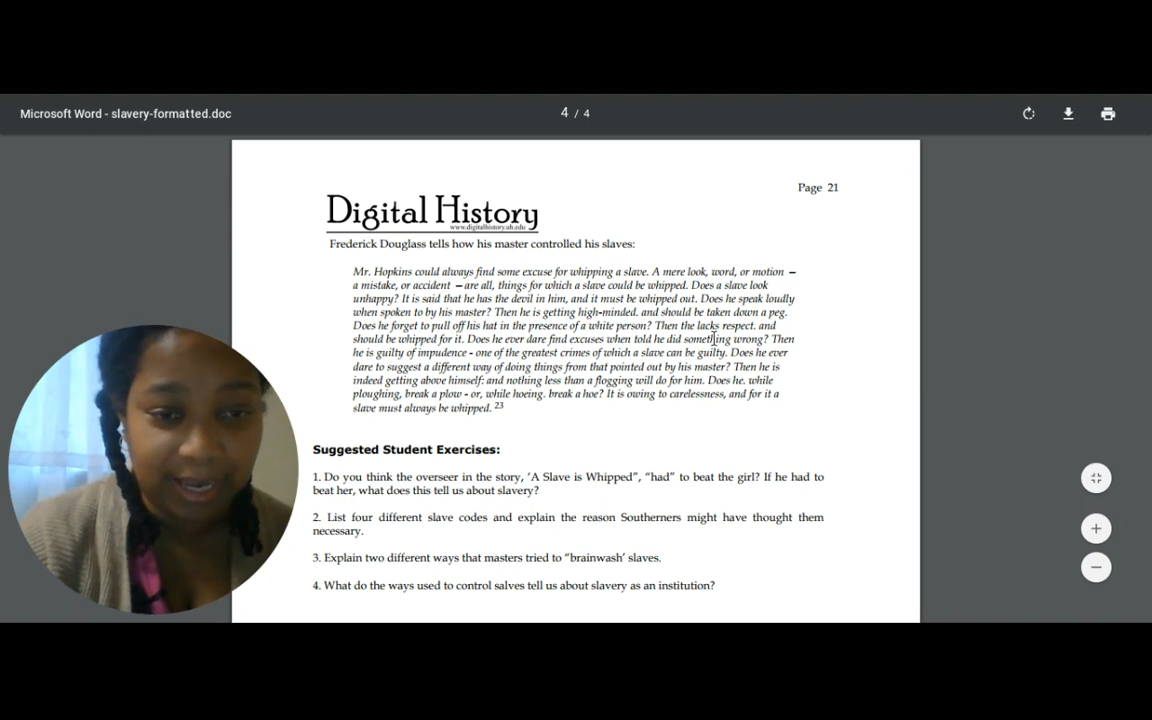 Microsoft Word - slavery-formatted.doc
4 / 4
Page 21
Digital History
www.digitalhistory.uh.edu
Frederick Douglass tells how his master controlled his slaves:
Mr. Hopkins could always find some excuse for whipping a slave. A mere look, word, or motion –
a mistake, or accident – are all, things for which a slave could be whipped. Does a slave look
unhappy? It is said that he has the devil in him, and it must be whipped out. Does he speak loudly
when spoken to by his master? Then he is getting high-minded. and should be taken down a peg.
Does he forget to pull off his hat in the presence of a white person? Then the lacks respect. and
should be whipped for it. Does he ever dare find excuses when told he did something wrong? Then
he is guilty of impudence - one of the greatest crimes of which a slave can be guilty. Does he ever
dare to suggest a different way of doing things from that pointed out by his master? Then he is
indeed getting above himself: and nothing less than a flogging will do for him. Does he. while
ploughing, break a plow - or, while hoeing. break a hoe? It is owing to carelessness, and for it a
slave must always be whipped. 23
Suggested Student Exercises:
1. Do you think the overseer in the story, 'A Slave is Whipped", "had" to beat the girl? If he had to
beat her, what does this tell us about slavery?
2. List four different slave codes and explain the reason Southerners might have thought them
necessary.
3. Explain two different ways that masters tried to "brainwash' slaves.
4. What do the ways used to control salves tell us about slavery as an institution?